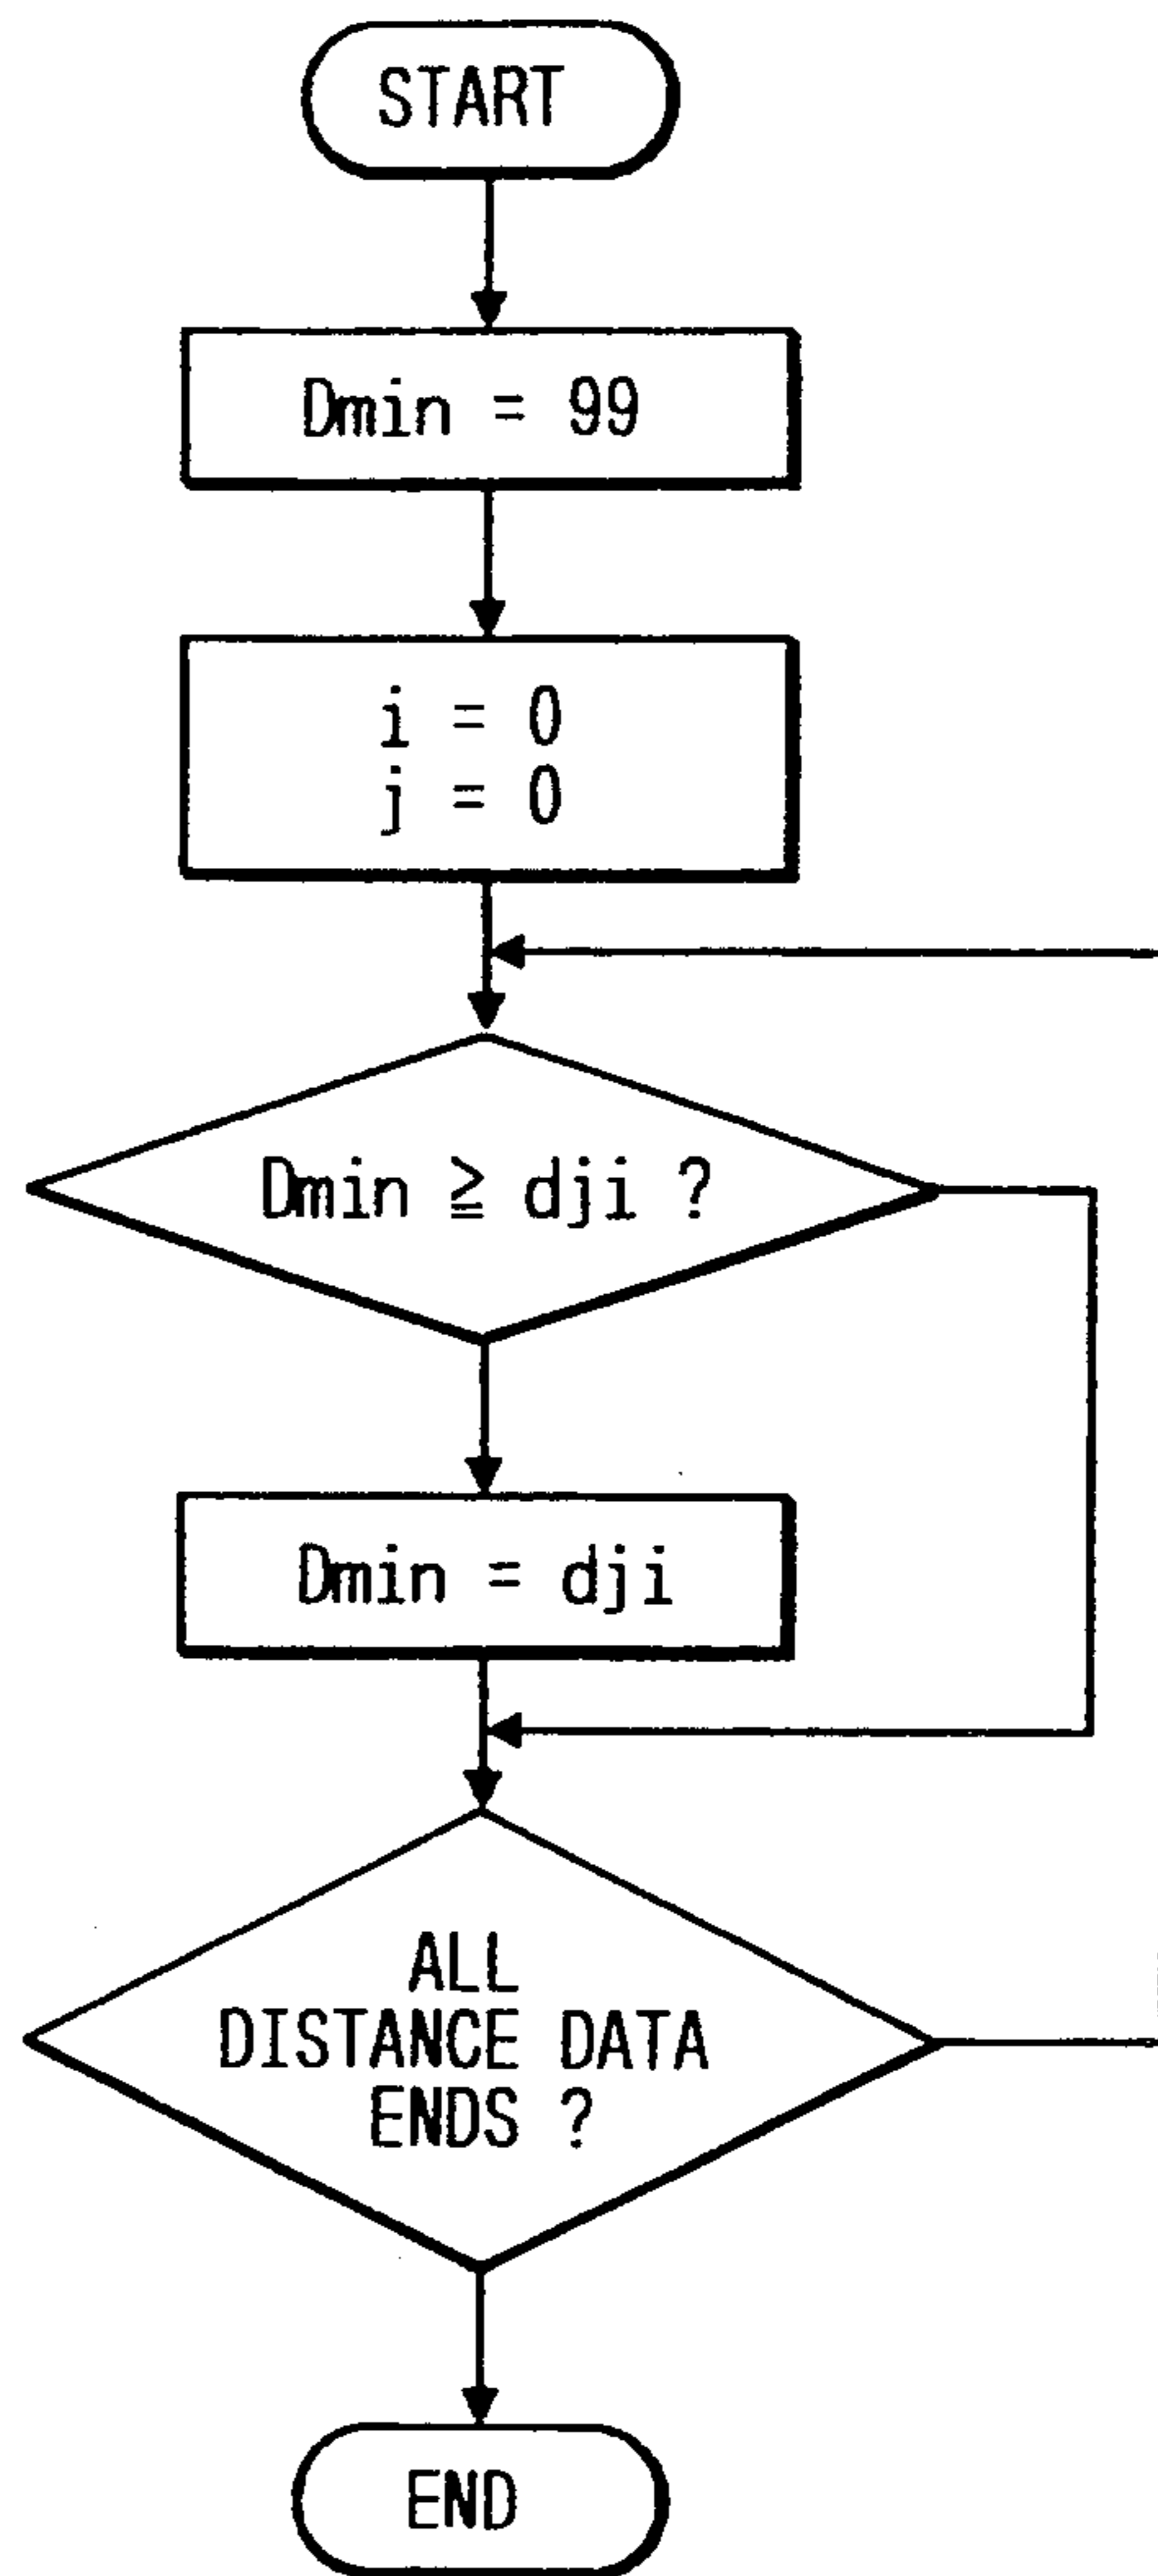 START
Dmin = 99
i = 0
j = 0
Dmin ≧ dji ?
Dmin = dji
ALL
DISTANCE DATA
ENDS ?
END